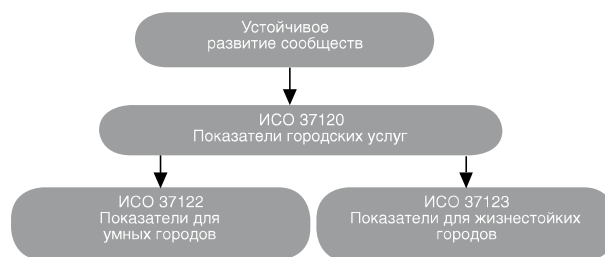 Устойчивое
развитие сообществ
ИСО 37120
Показатели городских услуг
ИСО 37122
Показатели для
умных городов
ИСО 37123
Показатели для жизнестойких
городов